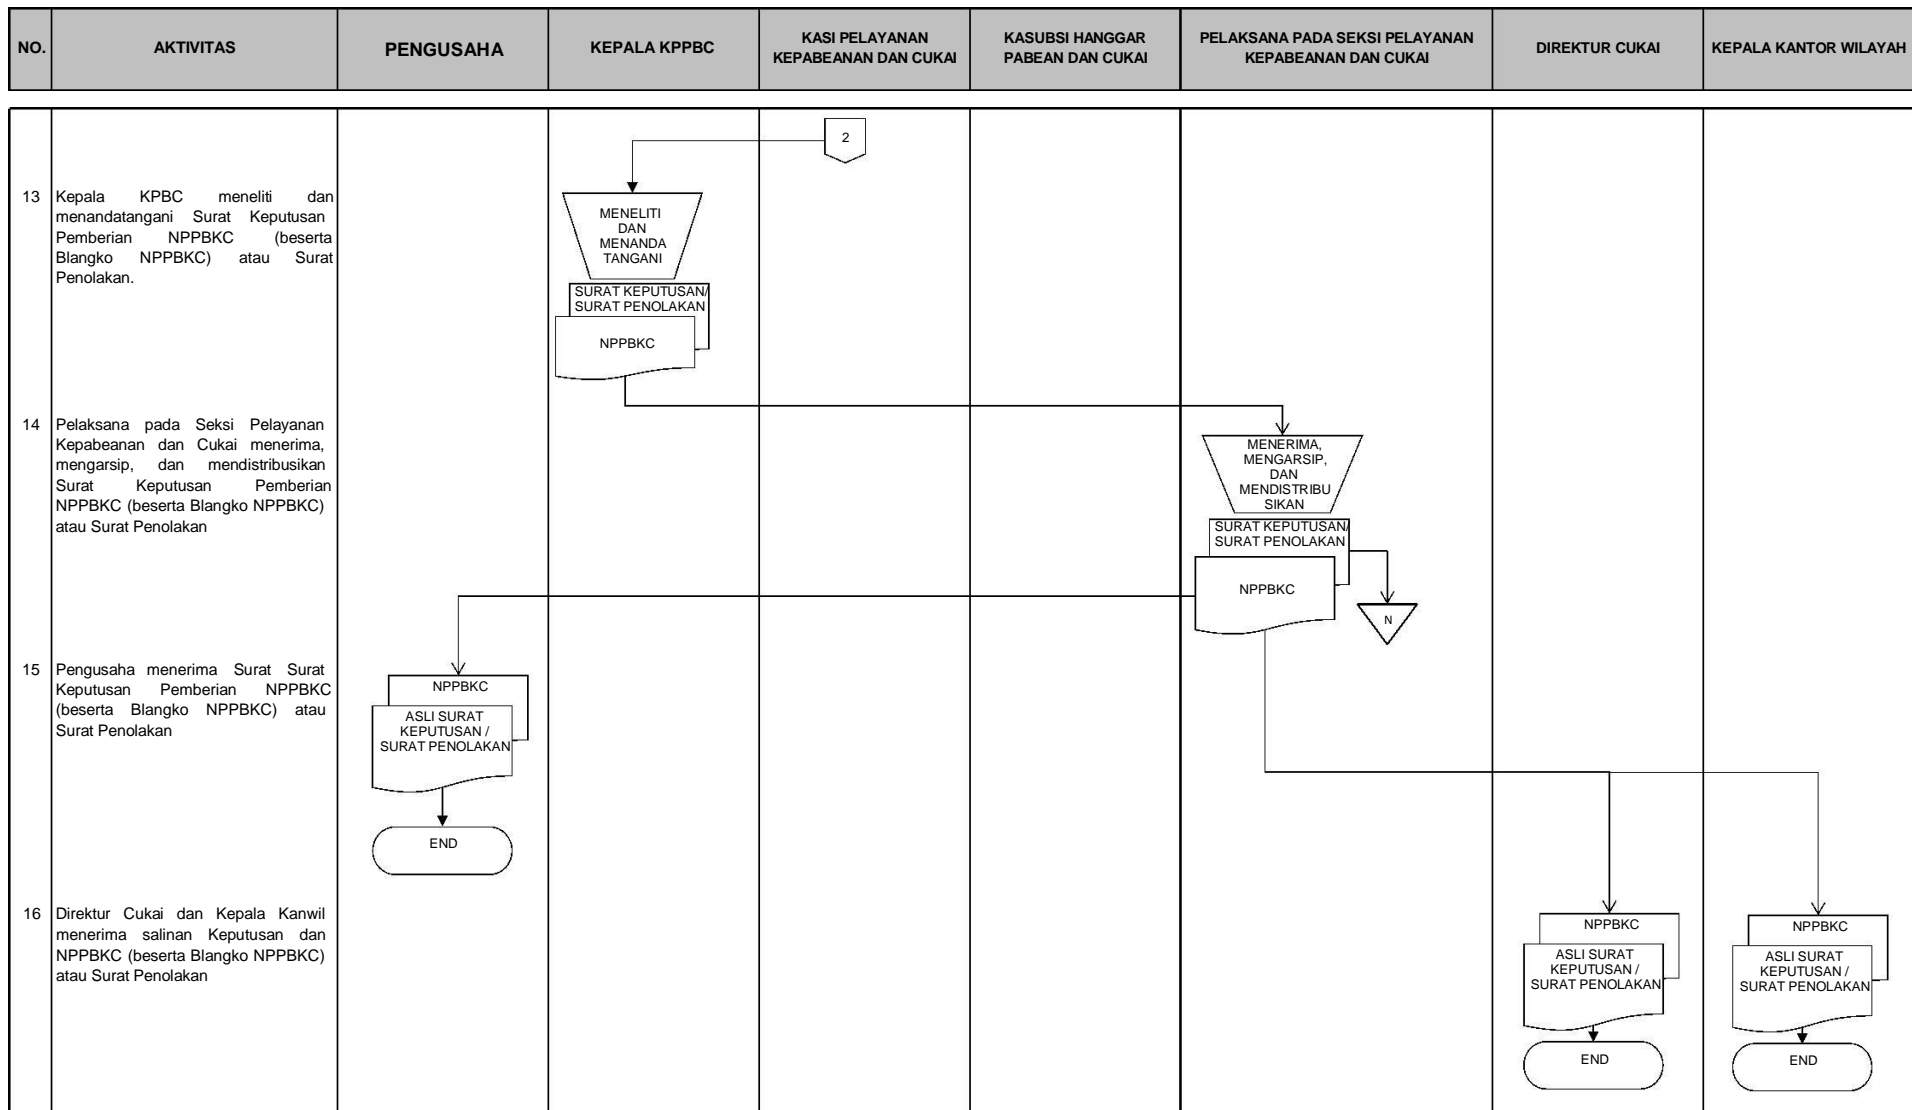 NO.
AKTIVITAS
PENGUSAHA
KEPALA KPPBC
KASI PELAYANAN
KEPABEANAN DAN CUKAI
KASUBSI HANGGAR
PABEAN DAN CUKAI
PELAKSANA PADA SEKSI PELAYANAN
KEPABEANAN DAN CUKAI
DIREKTUR CUKAI
KEPALA KANTOR WILAYAH
2
13
Kepala KPBC meneliti dan
menandatangani Surat Keputusan
Pemberian NPPBKC (beserta
Blangko NPPBKC) atau Surat
Penolakan.
MENELITI
DAN
MENANDA
TANGANI
SURAT KEPUTUSAN/
SURAT PENOLAKAN
NPPBKC
14
Pelaksana pada Seksi Pelayanan
Kepabeanan dan Cukai menerima,
mengarsip, dan mendistribusikan
Surat Keputusan Pemberian
NPPBKC (beserta Blangko NPPBKC)
atau Surat Penolakan
MENERIMA,
MENGARSIP,
DAN
MENDISTRIBU
SIKAN
SURAT KEPUTUSAN/
SURAT PENOLAKAN
NPPBKC
N
15
Pengusaha menerima Surat Surat
Keputusan Pemberian NPPBKC
(beserta Blangko NPPBKC) atau
Surat Penolakan
NPPBKC
ASLI SURAT
KEPUTUSAN /
SURAT PENOLAKAN
END
16
Direktur Cukai dan Kepala Kanwil
menerima salinan Keputusan dan
NPPBKC (beserta Blangko NPPBKC)
atau Surat Penolakan
NPPBKC
ASLI SURAT
KEPUTUSAN /
SURAT PENOLAKAN
END
NPPBKC
ASLI SURAT
KEPUTUSAN /
SURAT PENOLAKAN
END